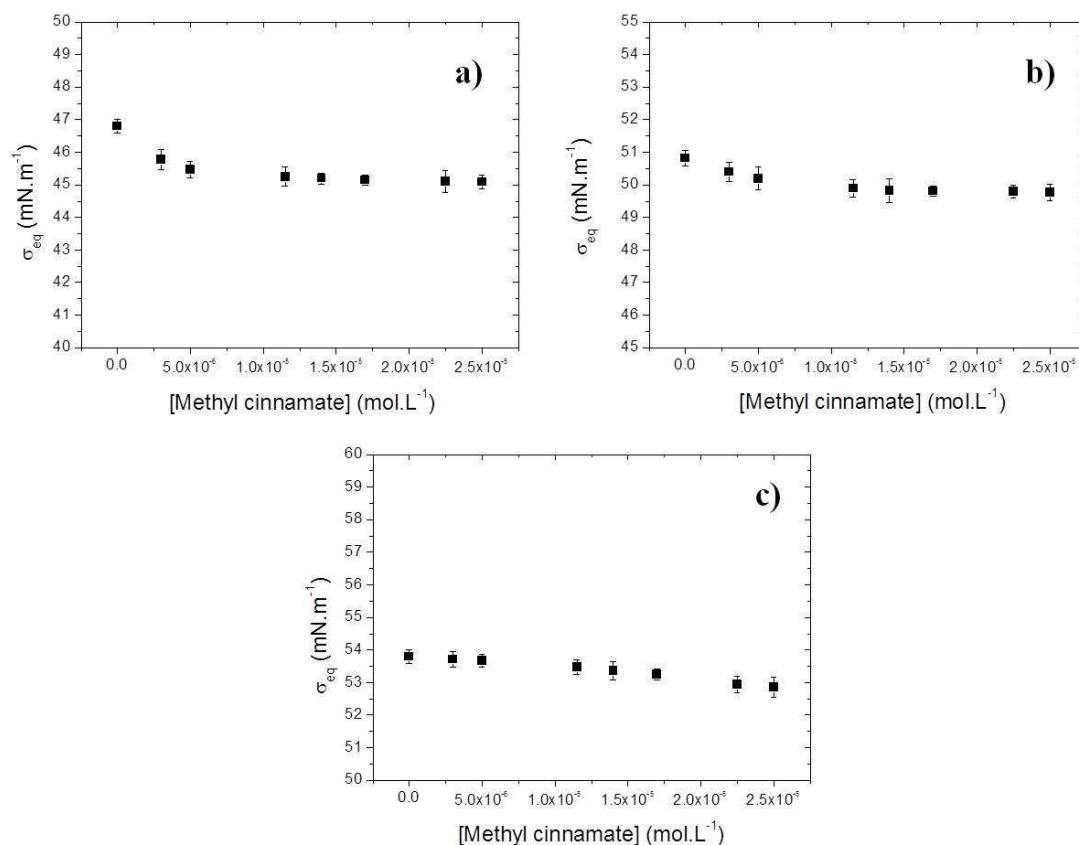 a)
50
49
48
47
46
45
44
43
42
41
40
σeq (mN.m⁻¹)
0.0 5.0x10⁻⁶ 1.0x10⁻⁵ 1.5x10⁻⁵ 2.0x10⁻⁵ 2.5x10⁻⁵
[Methyl cinnamate] (mol.L⁻¹)
b)
55
54
53
52
51
50
49
48
47
46
45
σeq (mN.m⁻¹)
0.0 5.0x10⁻⁶ 1.0x10⁻⁵ 1.5x10⁻⁵ 2.0x10⁻⁵ 2.5x10⁻⁵
[Methyl cinnamate] (mol.L⁻¹)
c)
60
59
58
57
56
55
54
53
52
51
50
σeq (mN.m⁻¹)
0.0 5.0x10⁻⁶ 1.0x10⁻⁵ 1.5x10⁻⁵ 2.0x10⁻⁵ 2.5x10⁻⁵
[Methyl cinnamate] (mol.L⁻¹)